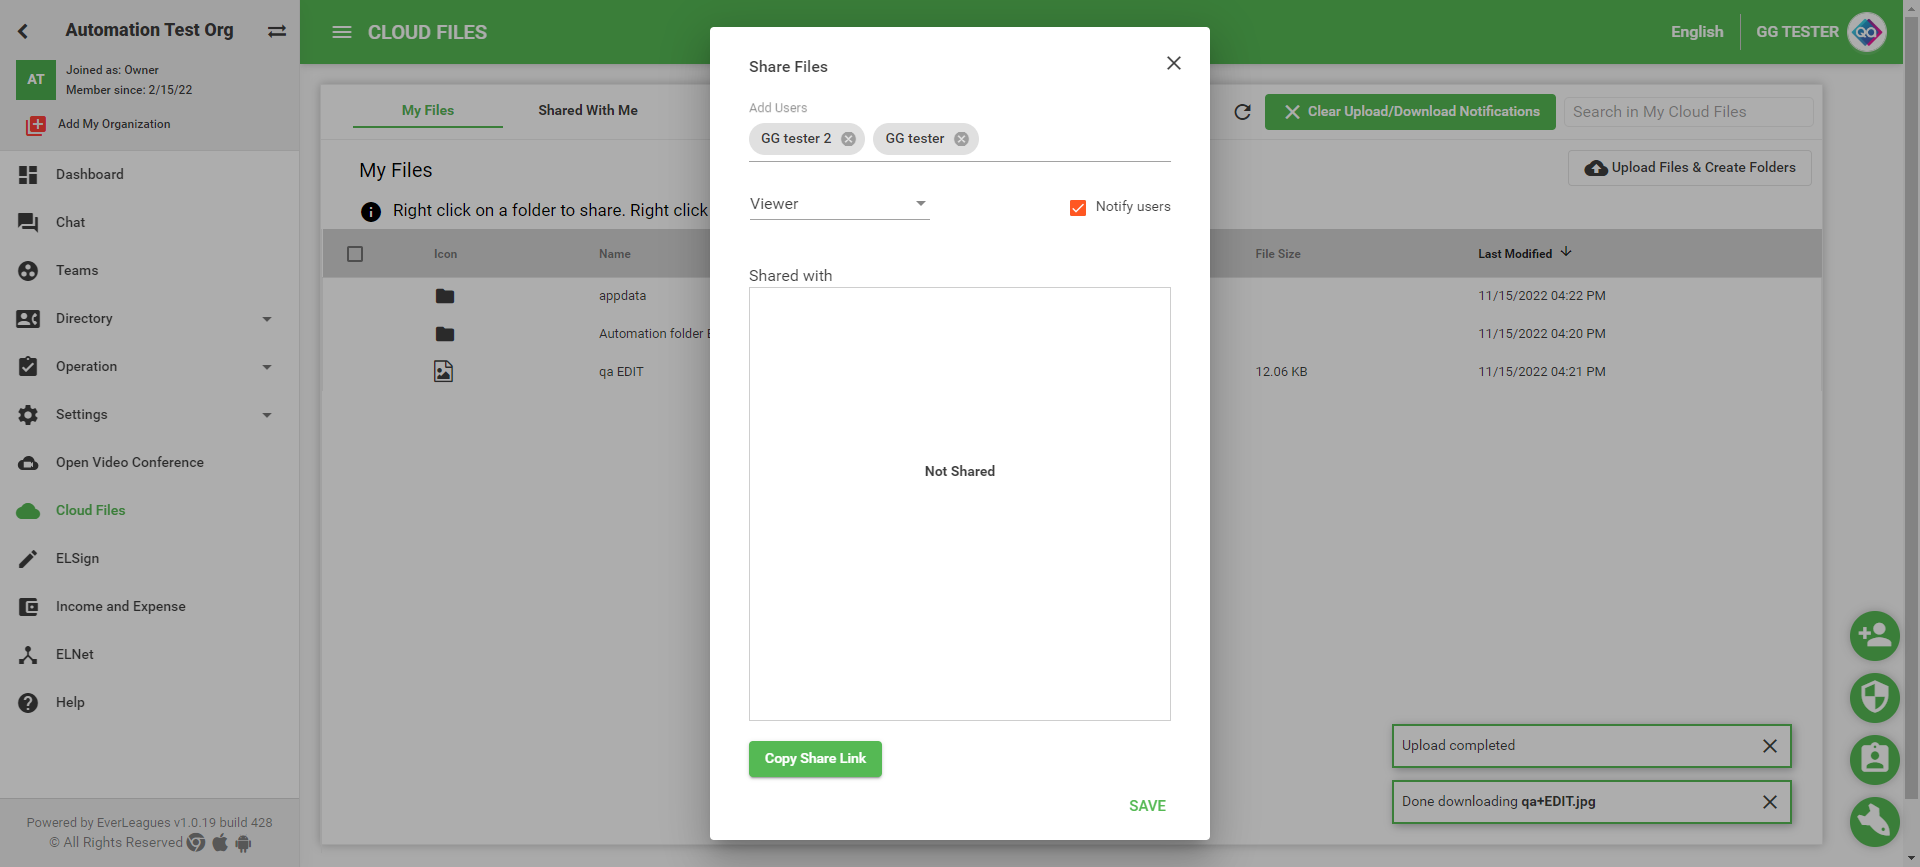 Automation Test Org
AT
Joined as: Owner
Member since: 2/15/22
Add My Organization
Dashboard
Chat
Teams
Directory
Operation
Settings
Open Video Conference
Cloud Files
ELSign
Income and Expense
ELNet
Help
Powered by EverLeagues v1.0.19 build 428
© All Rights Reserved
CLOUD FILES
English
GG TESTER
QA
My Files
Shared With Me
Clear Upload/Download Notifications
Search in My Cloud Files
My Files
Upload Files & Create Folders
Right click on a folder to share. Right click
Icon
Name
File Size
Last Modified
appdata
11/15/2022 04:22 PM
Automation folder
11/15/2022 04:20 PM
qa EDIT
12.06 KB
11/15/2022 04:21 PM
Share Files
Add Users
GG tester 2
GG tester
Viewer
Notify users
Shared with
Not Shared
Copy Share Link
SAVE
Upload completed
Done downloading qa+EDIT.jpg